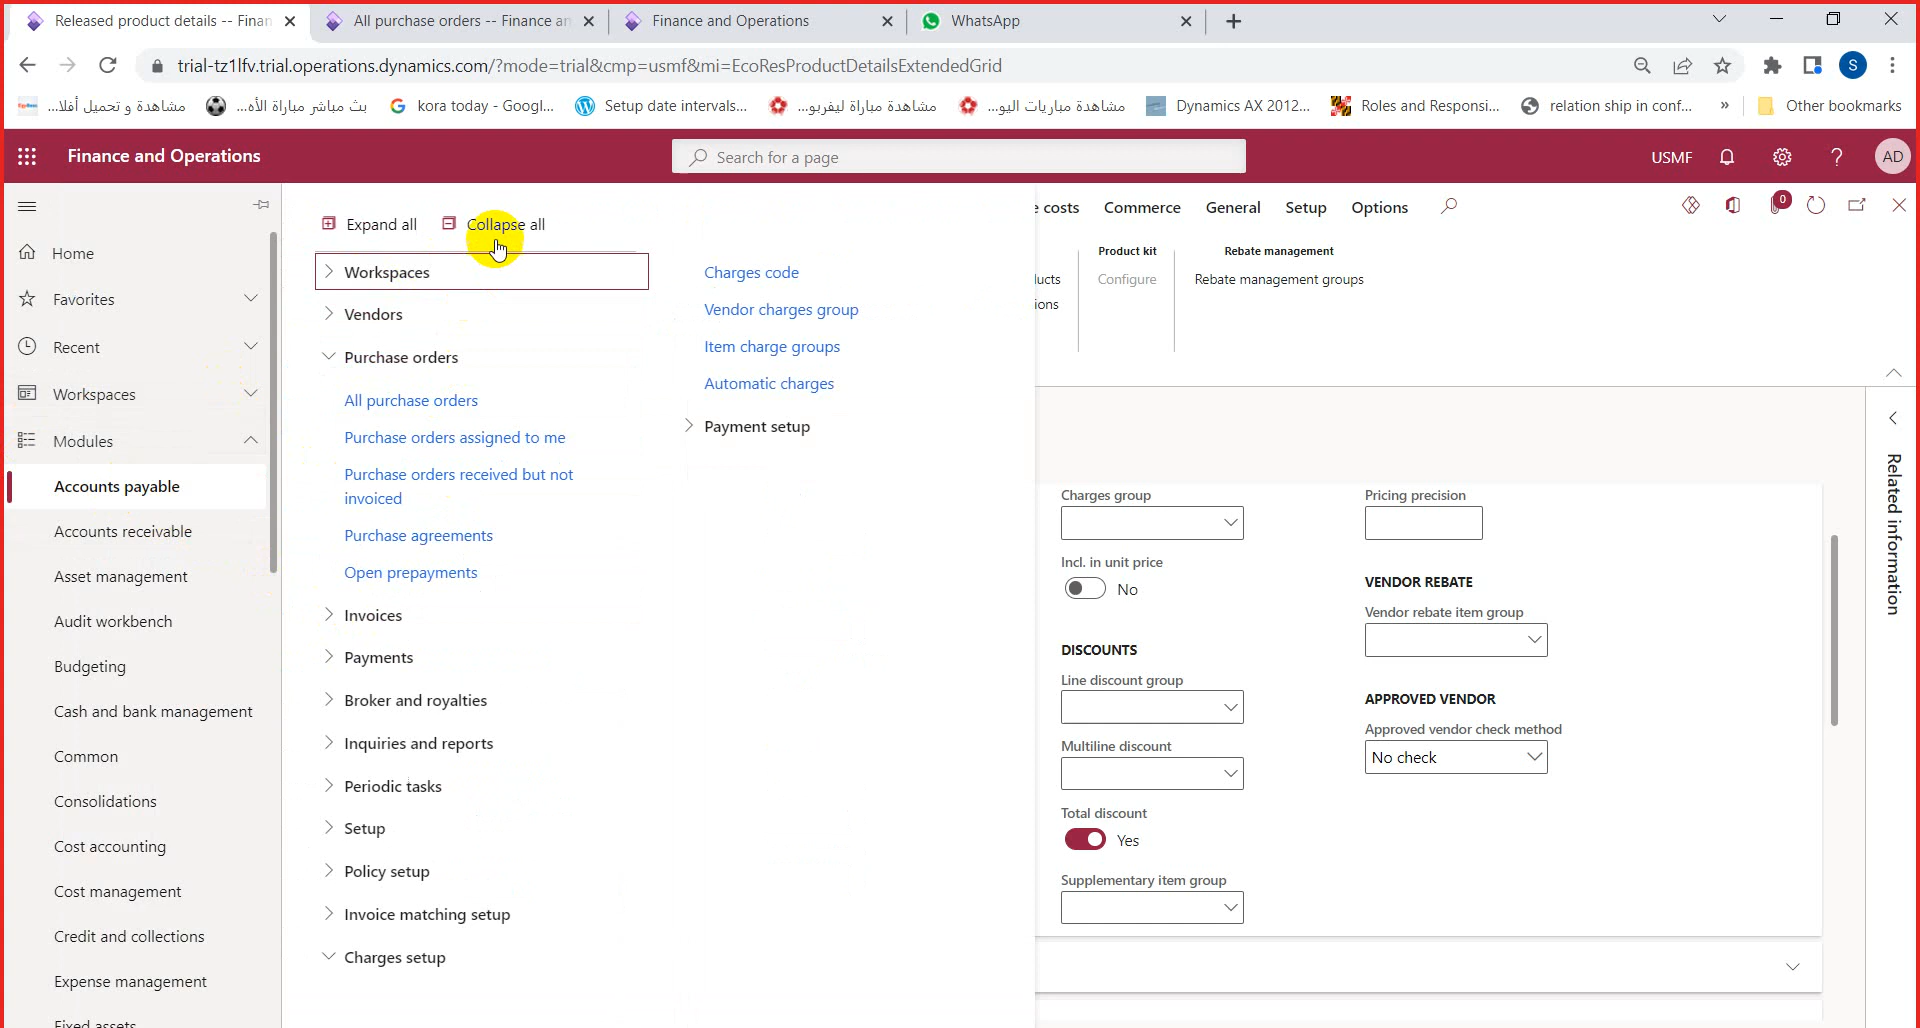 Released product details -- Finan
All purchase orders -- Finance an
Finance and Operations
WhatsApp
trial-tz1lfv.trial.operations.dynamics.com/?mode=trial&cmp=usmf&mi=EcoResProductDetailsExtendedGrid
S
مشاهدة و تحميل أفلا...
بث مباشر مباراة الأه...
kora today - Googl...
Setup date intervals...
مشاهدة مباراة ليفربو...
مشاهدة مباريات اليو...
Dynamics AX 2012...
Roles and Responsi...
relation ship in conf...
»
Other bookmarks
Finance and Operations
Search for a page
USMF
?
AD
Expand all
Collapse all
e costs
Commerce
General
Setup
Options
0
Home
Favorites
Recent
Workspaces
Modules
Accounts payable
Accounts receivable
Asset management
Audit workbench
Budgeting
Cash and bank management
Common
Consolidations
Cost accounting
Cost management
Credit and collections
Expense management
Fixed assets
Workspaces
Vendors
Purchase orders
All purchase orders
Purchase orders assigned to me
Purchase orders received but not
invoiced
Purchase agreements
Open prepayments
Invoices
Payments
Broker and royalties
Inquiries and reports
Periodic tasks
Setup
Policy setup
Invoice matching setup
Charges setup
Charges code
Vendor charges group
Item charge groups
Automatic charges
Payment setup
ucts
ions
Product kit
Configure
Rebate management
Rebate management groups
Charges group
Incl. in unit price
No
DISCOUNTS
Line discount group
Multiline discount
Total discount
Yes
Supplementary item group
Pricing precision
VENDOR REBATE
Vendor rebate item group
APPROVED VENDOR
Approved vendor check method
No check
Related information